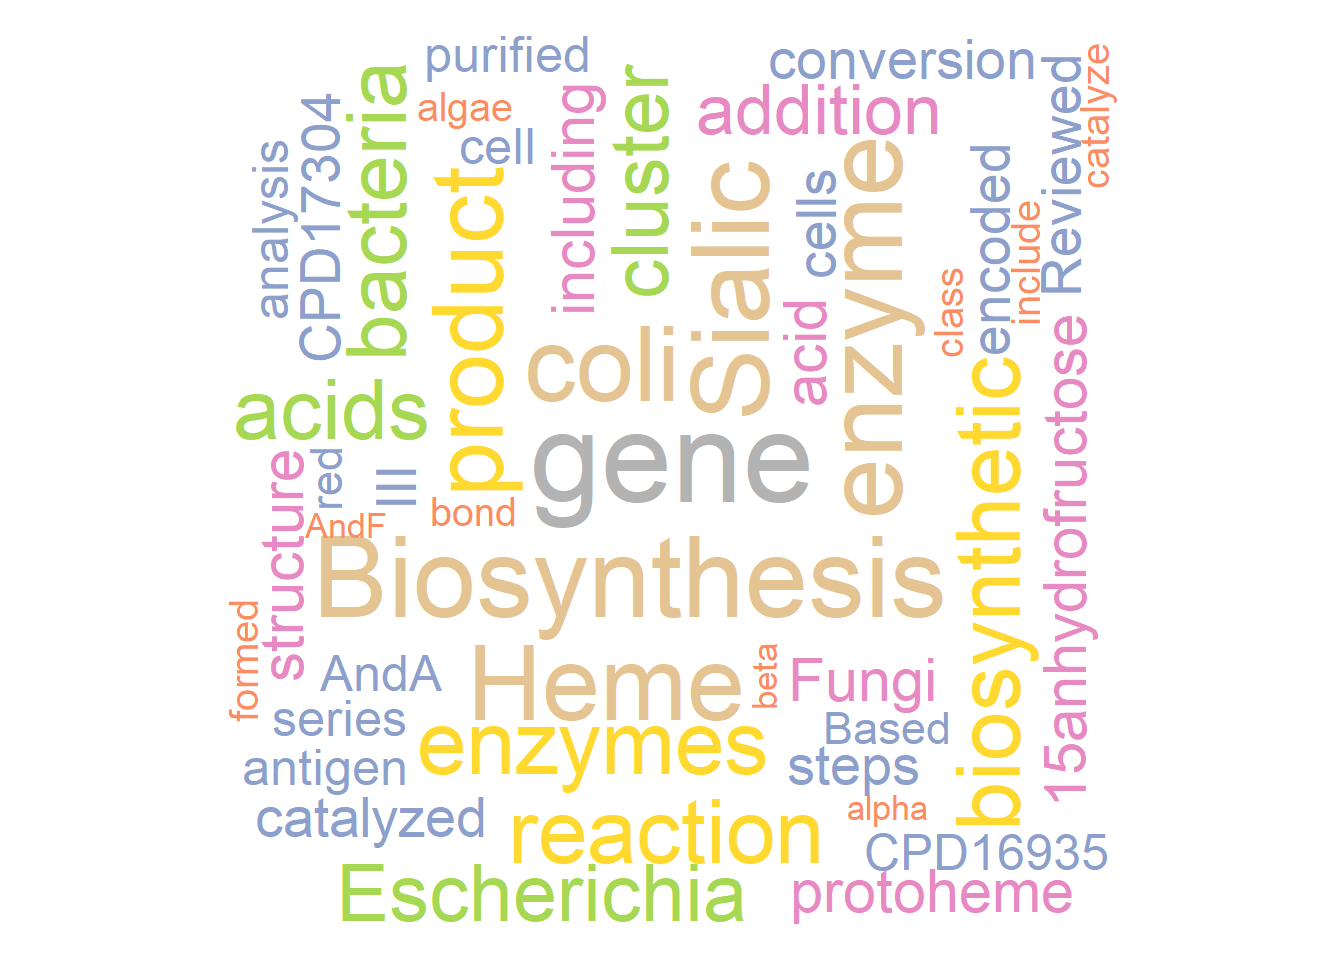 purified
conversion
algae
addition
cell
analysis
CPD17304
bacteria
product
including
cluster
Sialic
cells
enzyme
encoded
Reviewed
catalyze
include
class
acid
coli
acids
gene
biosynthetic
15anhydrofructose
structure
red
III
bond
AndF
Biosynthesis
formed
AndA
Heme
beta
Fungi
series
enzymes
Based
antigen
steps
catalyzed
reaction
alpha
CPD16935
Escherichia
protoheme